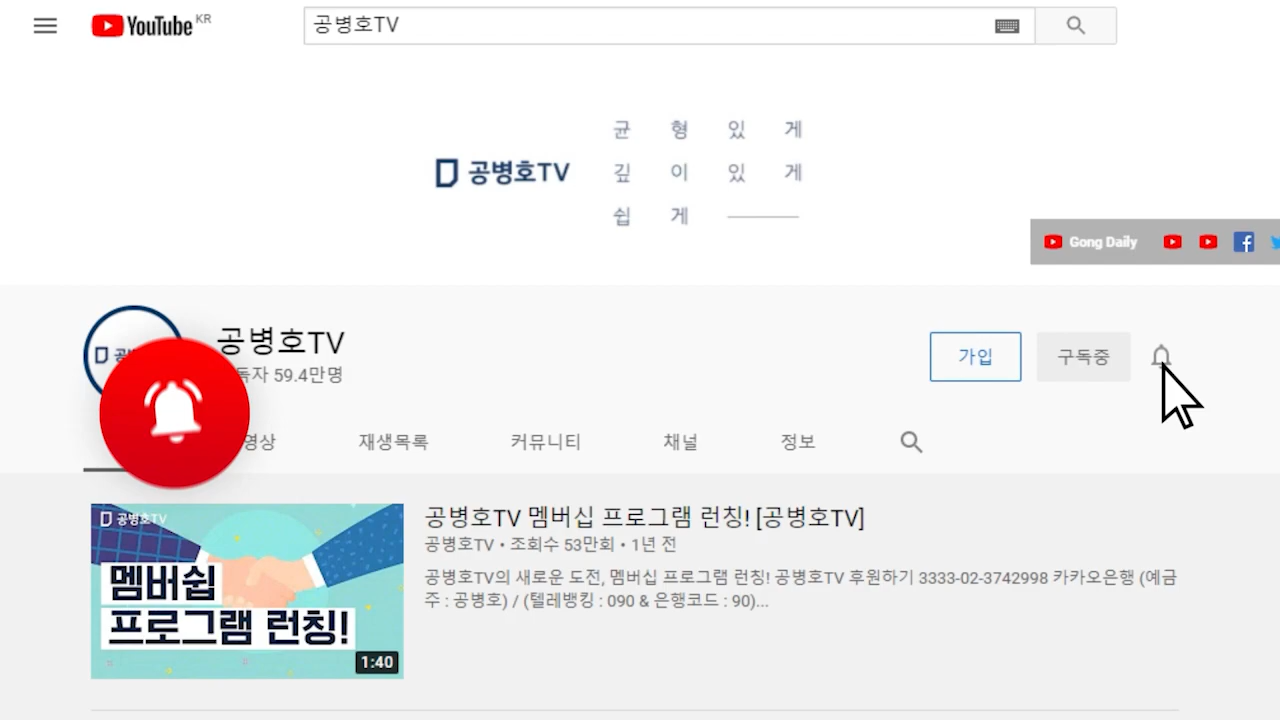 YouTube KR
공병호TV
균 형 있 게
공병호TV
깊 이 있 게
쉽 게
Gong Daily
공병호TV
독자 59.4만명
가입
구독중
영상
재생목록
커뮤니티
채널
정보
공병호TV
멤버쉽
프로그램 런칭!
1:40
공병호TV 멤버십 프로그램 런칭! [공병호TV]
공병호TV • 조회수 53만회 • 1년 전
공병호TV의 새로운 도전, 멤버십 프로그램 런칭! 공병호TV 후원하기 3333-02-3742998 카카오은행 (예금
주 : 공병호) / (텔레뱅킹 : 090 & 은행코드 : 90)...